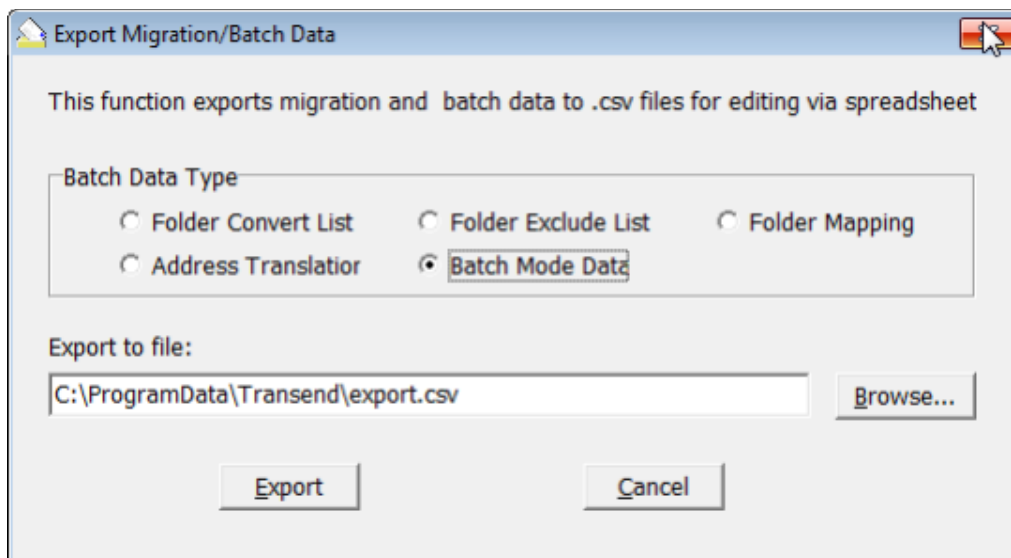 Export Migration/Batch Data
This function exports migration and batch data to .csv files for editing via spreadsheet
Batch Data Type
Folder Convert List Folder Exclude List Folder Mapping
Address Translation Batch Mode Data
Export to file:
C:\ProgramData\Transend\export.csv Browse...
Export Cancel